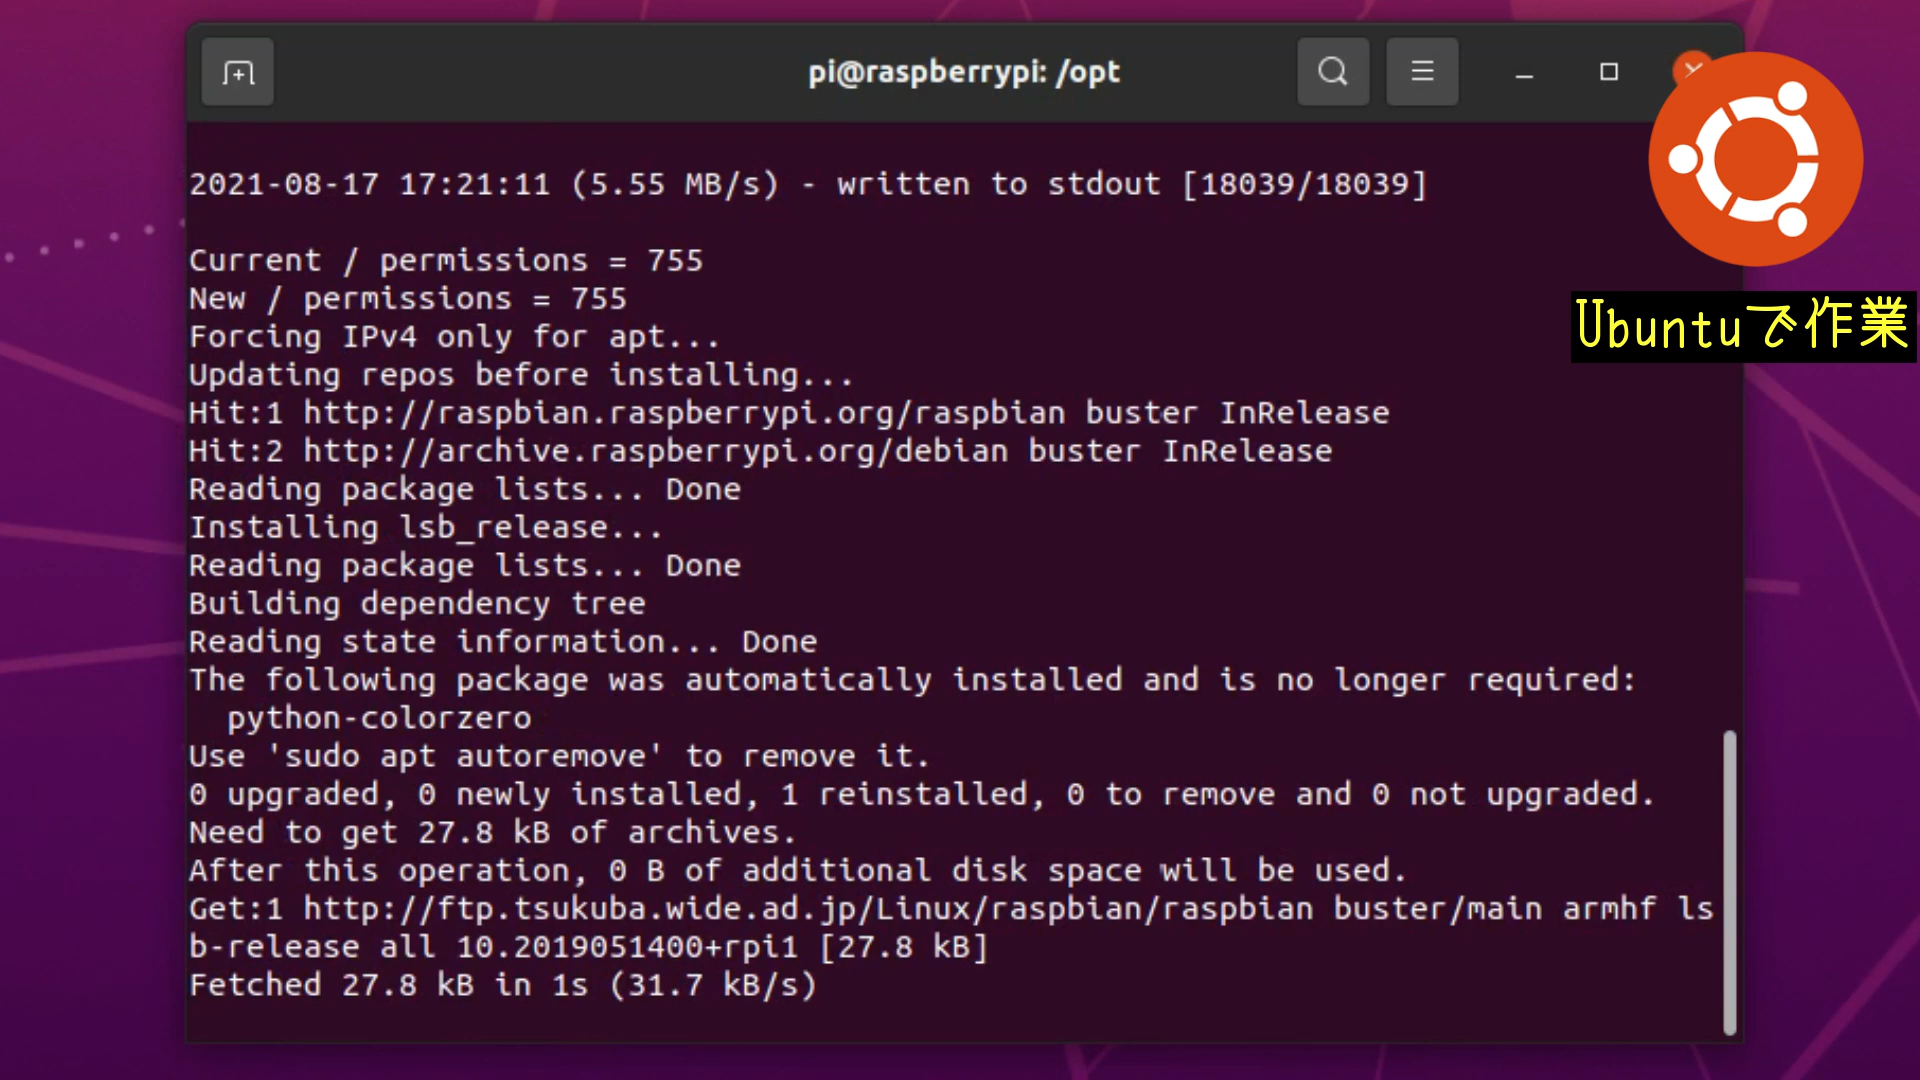 pi@raspberrypi: /opt
2021-08-17 17:21:11 (5.55 MB/s) - written to stdout [18039/18039]
Ubuntuで作業
Current / permissions = 755
New / permissions = 755
Forcing IPv4 only for apt...
Updating repos before installing...
Hit:1 http://raspbian.raspberrypi.org/raspbian buster InRelease
Hit:2 http://archive.raspberrypi.org/debian buster InRelease
Reading package lists... Done
Installing lsb_release...
Reading package lists... Done
Building dependency tree
Reading state information... Done
The following package was automatically installed and is no longer required:
  python-colorzero
Use 'sudo apt autoremove' to remove it.
0 upgraded, 0 newly installed, 1 reinstalled, 0 to remove and 0 not upgraded.
Need to get 27.8 kB of archives.
After this operation, 0 B of additional disk space will be used.
Get:1 http://ftp.tsukuba.wide.ad.jp/Linux/raspbian/raspbian buster/main armhf ls
b-release all 10.2019051400+rpi1 [27.8 kB]
Fetched 27.8 kB in 1s (31.7 kB/s)